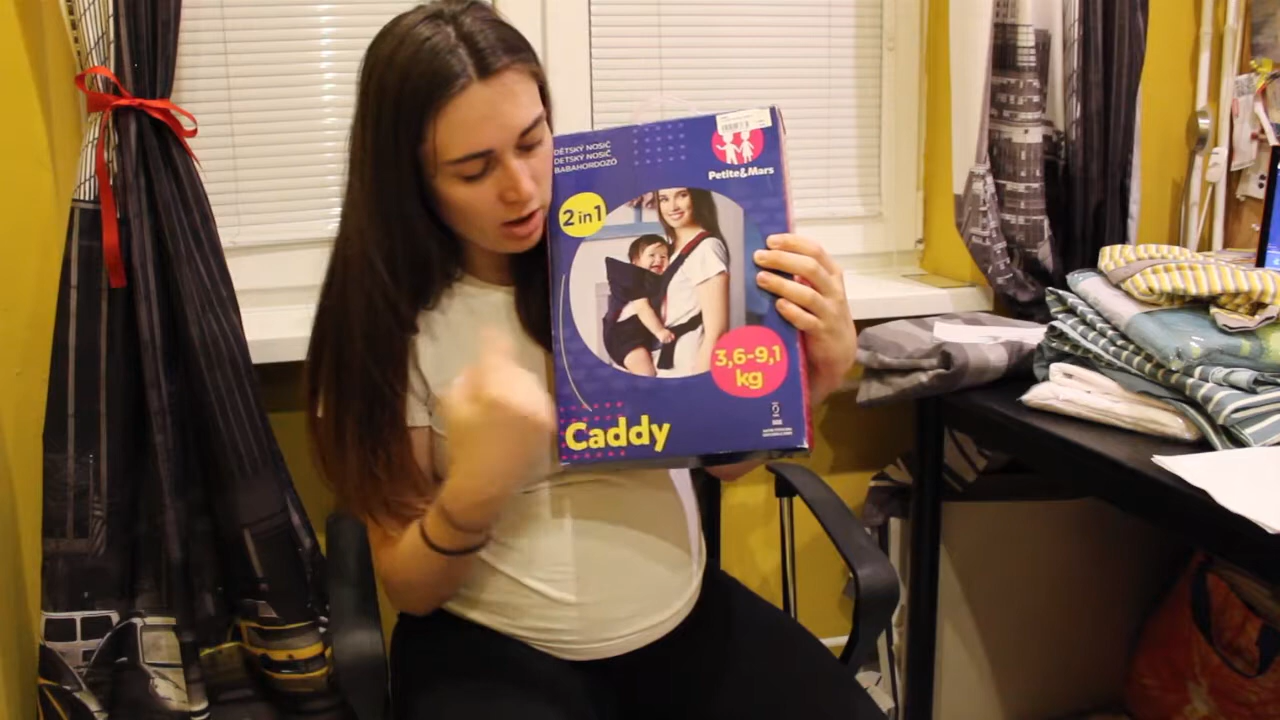 DĚTSKÝ NOSIČ
DETSKÝ NOSIČ
BABAHORDOZÓ
Petite&Mars
2 in 1
3,6-9,1
kg
Caddy